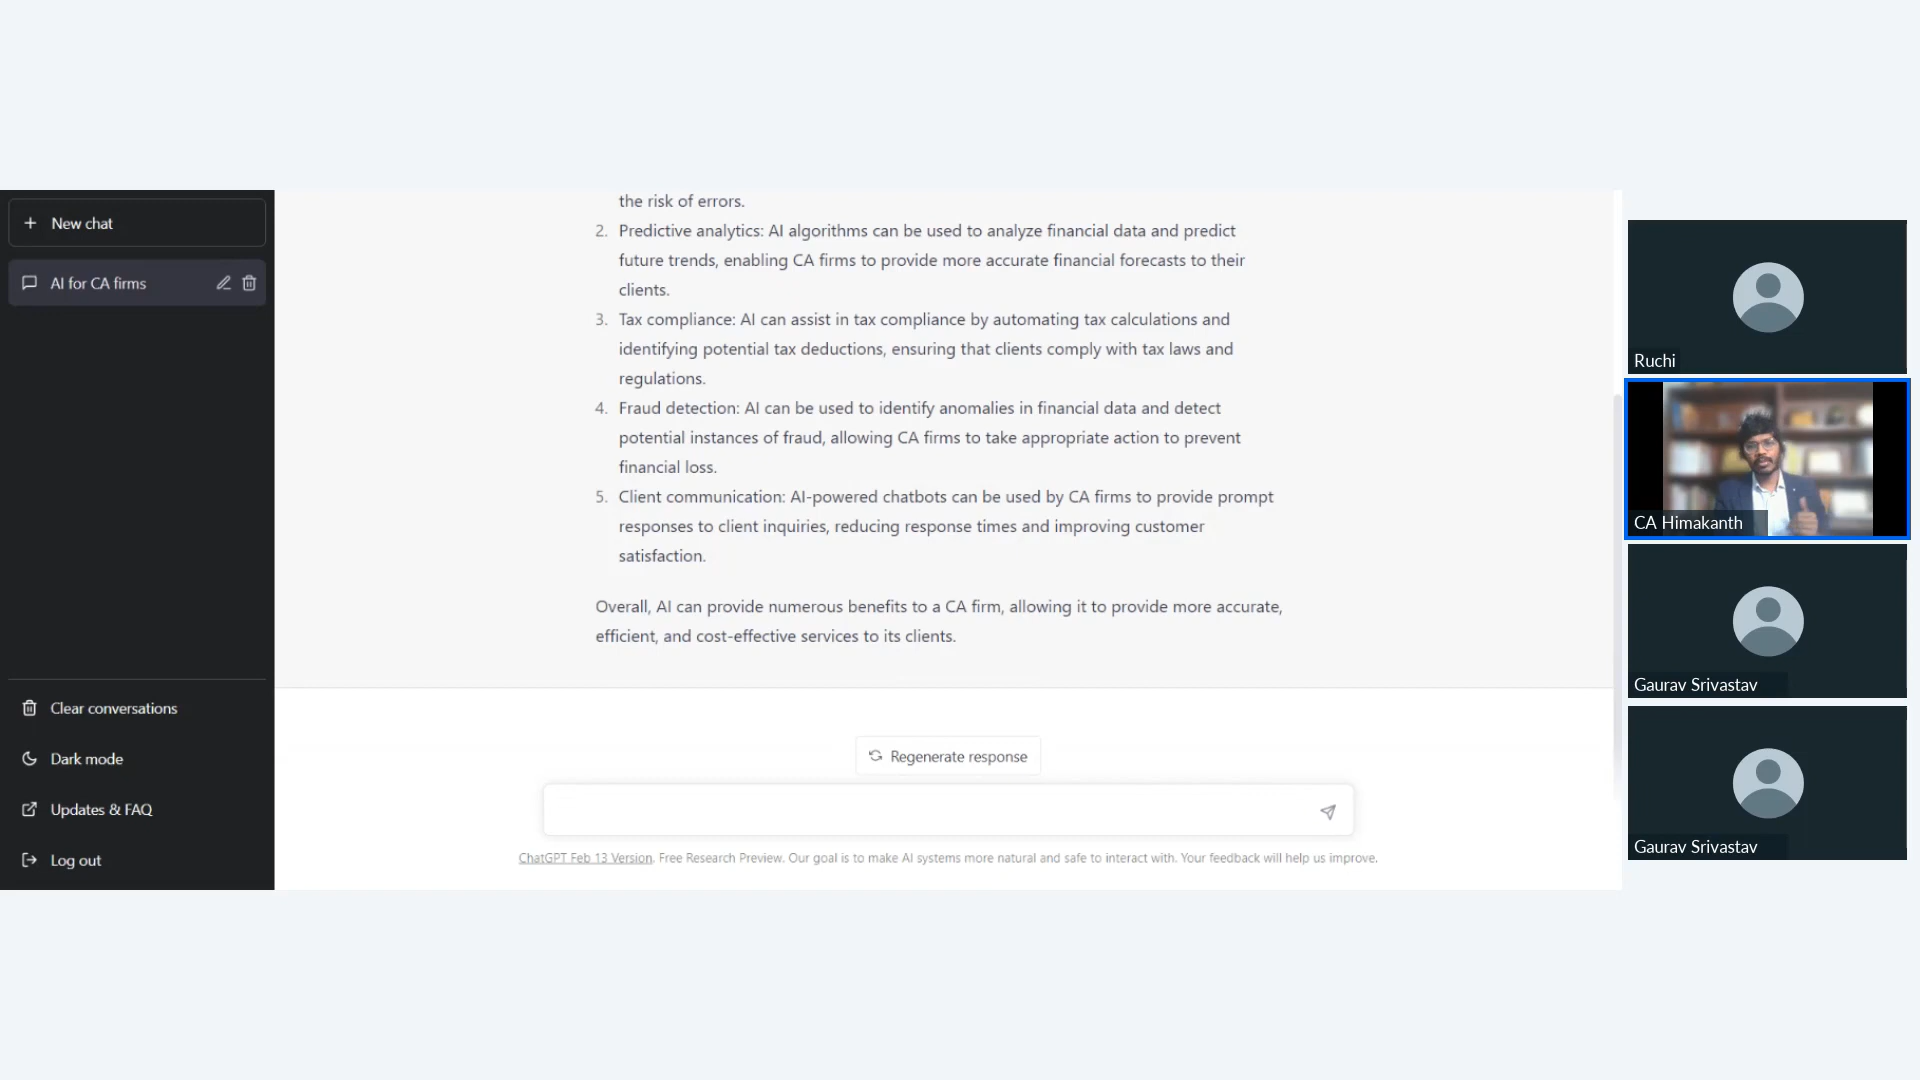 New chat
AI for CA firms
Clear conversations
Dark mode
Updates & FAQ
Log out
the risk of errors.
2. Predictive analytics: AI algorithms can be used to analyze financial data and predict
future trends, enabling CA firms to provide more accurate financial forecasts to their
clients.
3. Tax compliance: AI can assist in tax compliance by automating tax calculations and
identifying potential tax deductions, ensuring that clients comply with tax laws and
regulations.
4. Fraud detection: AI can be used to identify anomalies in financial data and detect
potential instances of fraud, allowing CA firms to take appropriate action to prevent
financial loss.
5. Client communication: AI-powered chatbots can be used by CA firms to provide prompt
responses to client inquiries, reducing response times and improving customer
satisfaction.
Overall, AI can provide numerous benefits to a CA firm, allowing it to provide more accurate,
efficient, and cost-effective services to its clients.
Regenerate response
ChatGPT Feb 13 Version. Free Research Preview. Our goal is to make AI systems more natural and safe to interact with. Your feedback will help us improve.
Ruchi
CA Himakanth
Gaurav Srivastav
Gaurav Srivastav